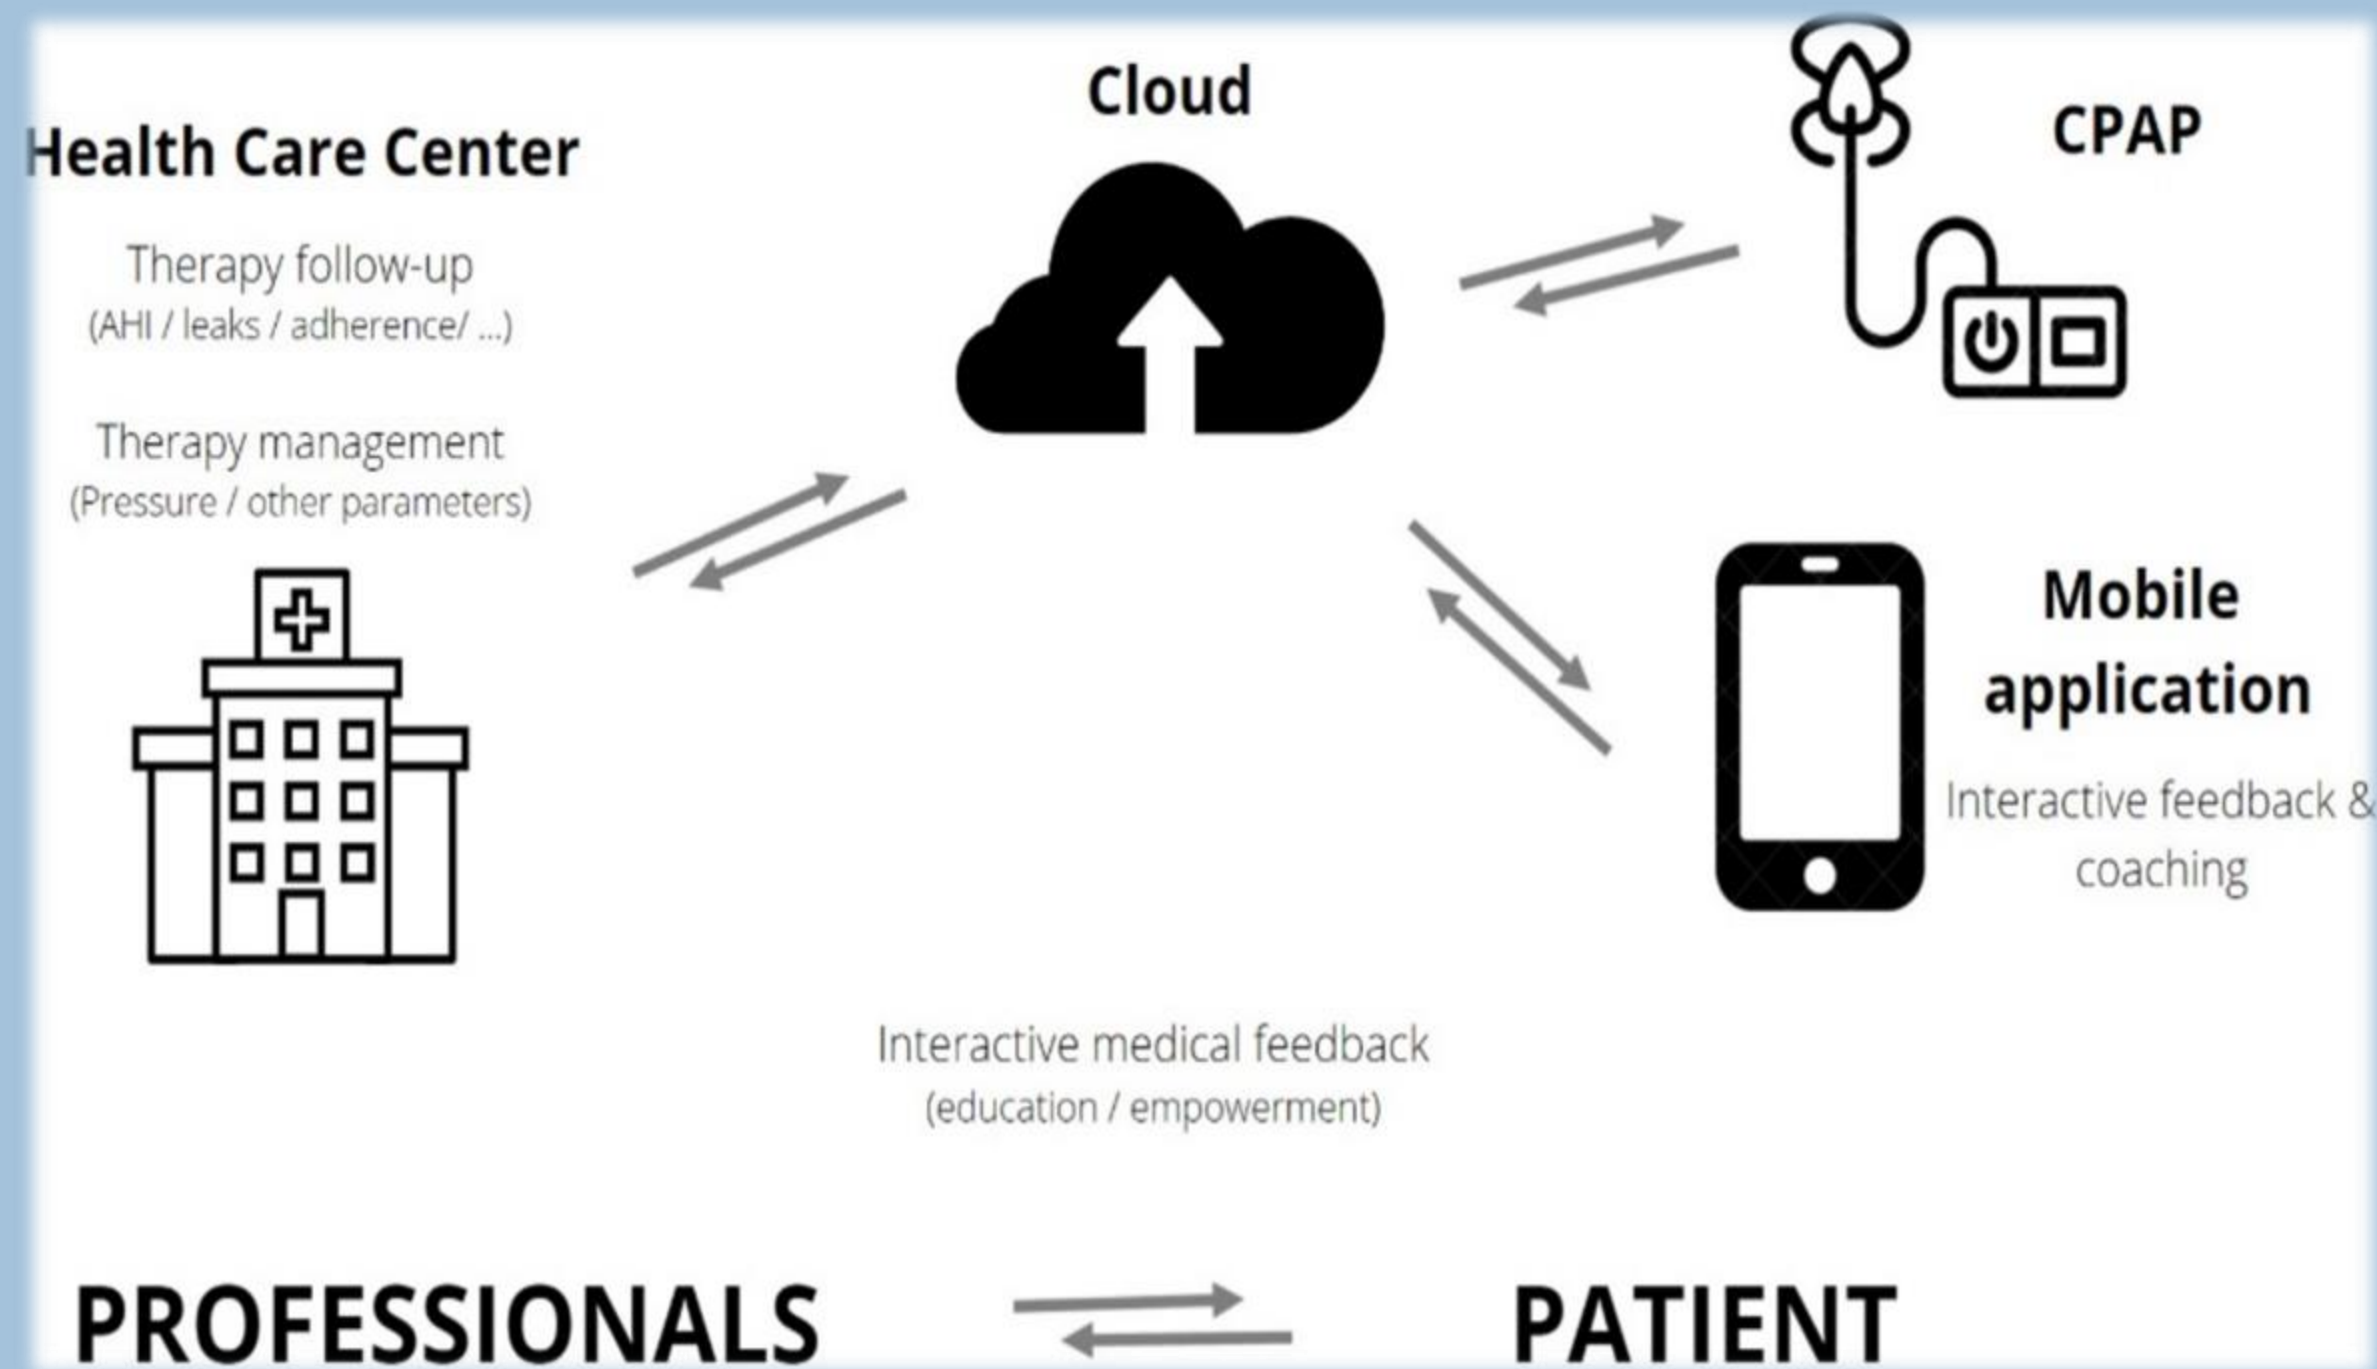 Health Care Center
Therapy follow-up
(AHI / leaks / adherence/ ...)
Therapy management
(Pressure / other parameters)
Cloud
CPAP
Mobile
application
Interactive feedback &
coaching
Interactive medical feedback
(education / empowerment)
PROFESSIONALS
PATIENT